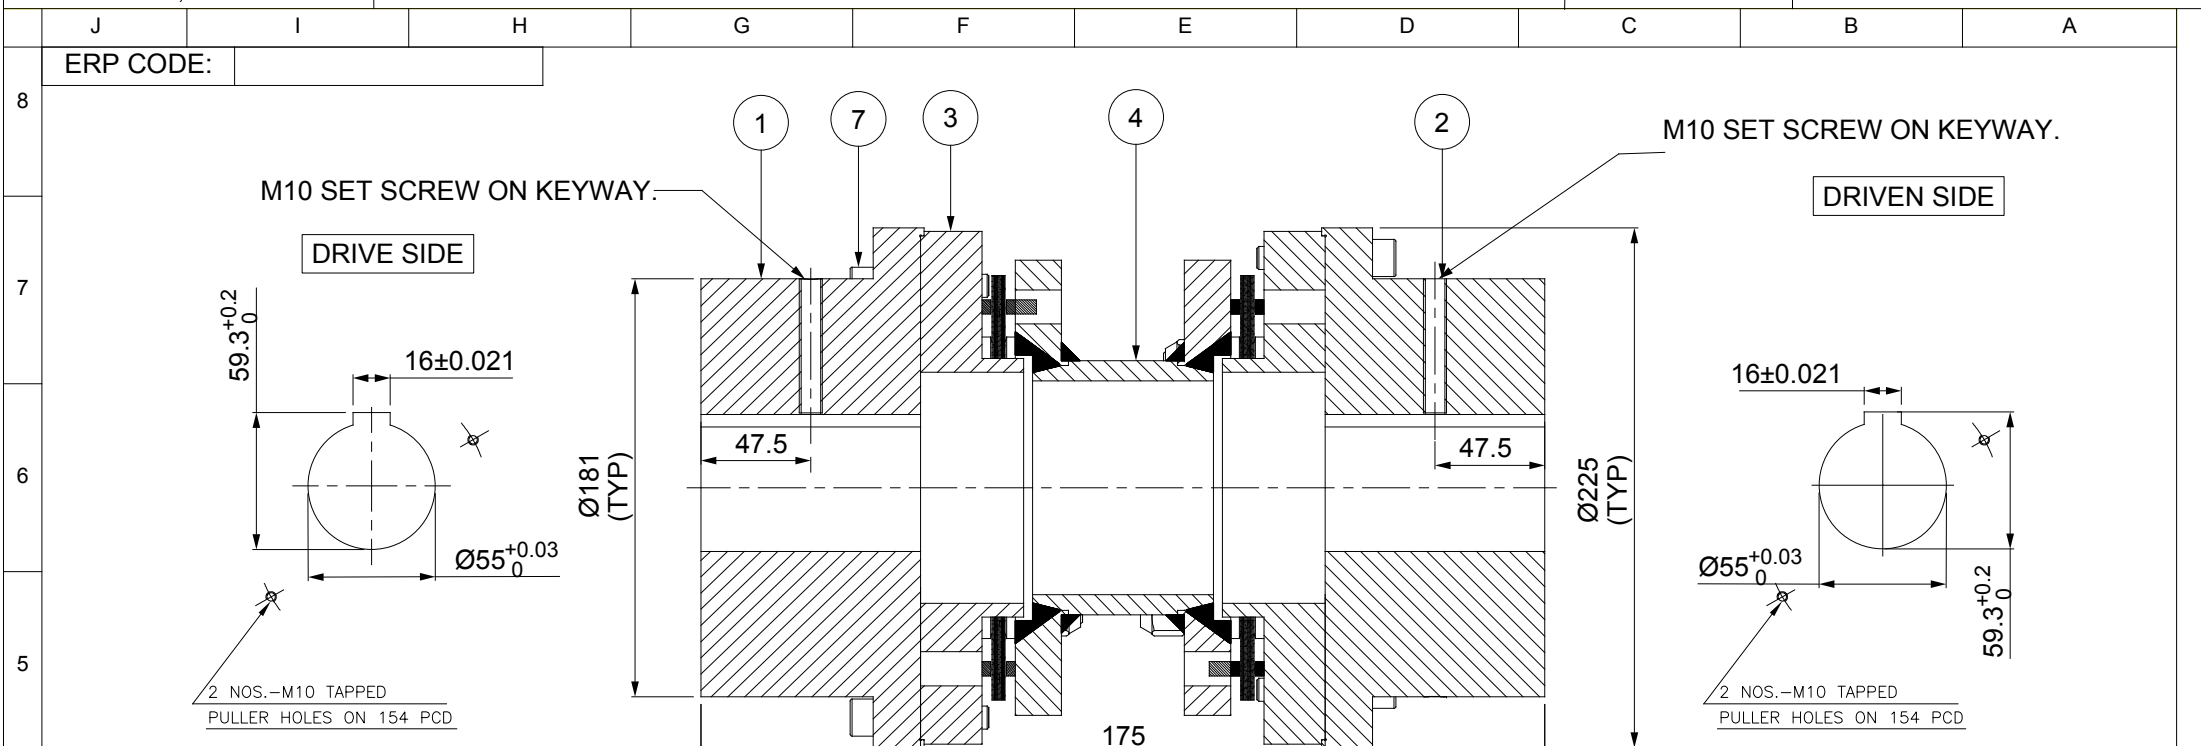 J I H G F E D C B A
ERP CODE:
8
1 7 3 4 2
M10 SET SCREW ON KEYWAY.
M10 SET SCREW ON KEYWAY.
DRIVEN SIDE
DRIVE SIDE
7
59.3+0.2 0
16±0.021
16±0.021
47.5
47.5
6
Ø181
(TYP)
Ø225
(TYP)
Ø55+0.03 0
Ø55+0.03 0
59.3+0.2 0
5
2 NOS.-M10 TAPPED
PULLER HOLES ON 154 PCD
2 NOS.-M10 TAPPED
PULLER HOLES ON 154 PCD
175